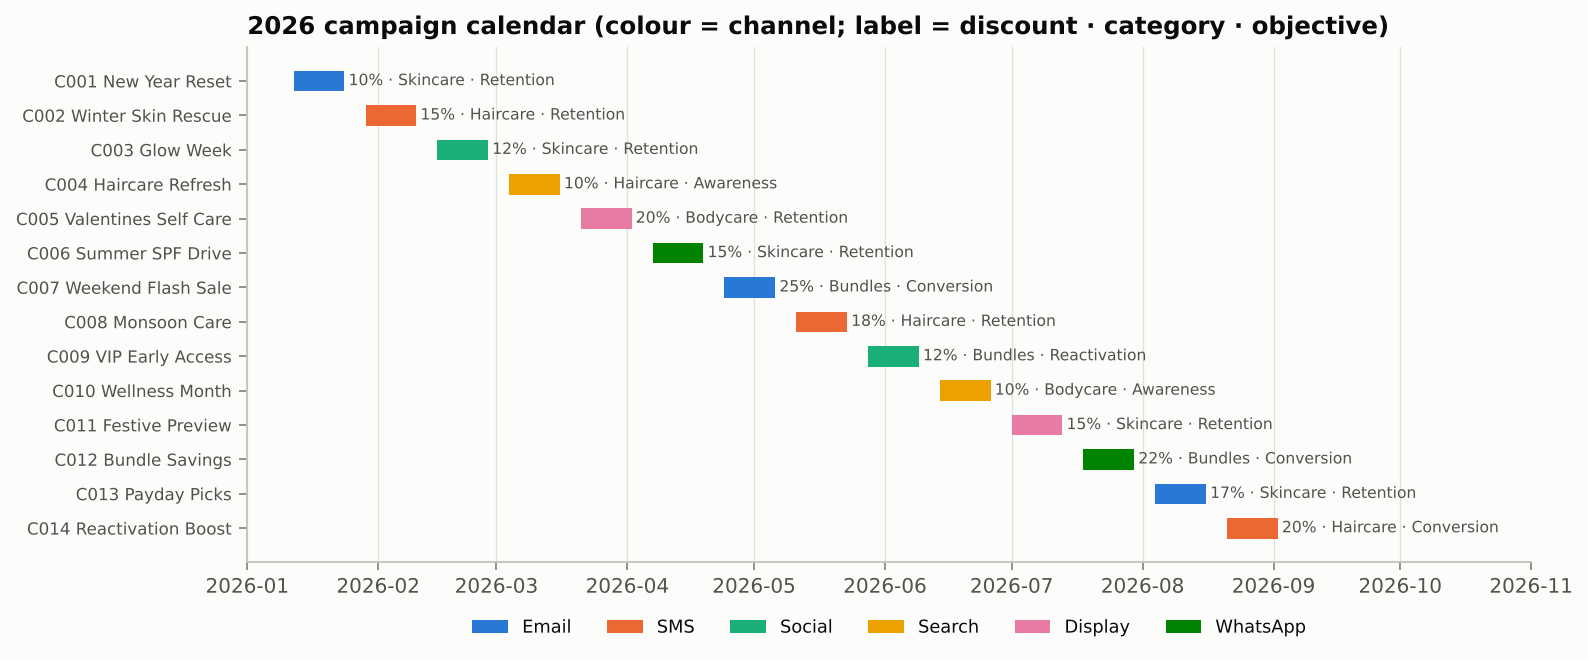 2026 campaign calendar (colour = channel; label = discount · category · objective)
C001 New Year Reset 10% · Skincare · Retention
C002 Winter Skin Rescue 15% · Haircare · Retention
C003 Glow Week 12% · Skincare · Retention
C004 Haircare Refresh 10% · Haircare · Awareness
C005 Valentines Self Care 20% · Bodycare · Retention
C006 Summer SPF Drive 15% · Skincare · Retention
C007 Weekend Flash Sale 25% · Bundles · Conversion
C008 Monsoon Care 18% · Haircare · Retention
C009 VIP Early Access 12% · Bundles · Reactivation
C010 Wellness Month 10% · Bodycare · Awareness
C011 Festive Preview 15% · Skincare · Retention
C012 Bundle Savings 22% · Bundles · Conversion
C013 Payday Picks 17% · Skincare · Retention
C014 Reactivation Boost 20% · Haircare · Conversion
2026-01 2026-02 2026-03 2026-04 2026-05 2026-06 2026-07 2026-08 2026-09 2026-10 2026-11
Email SMS Social Search Display WhatsApp